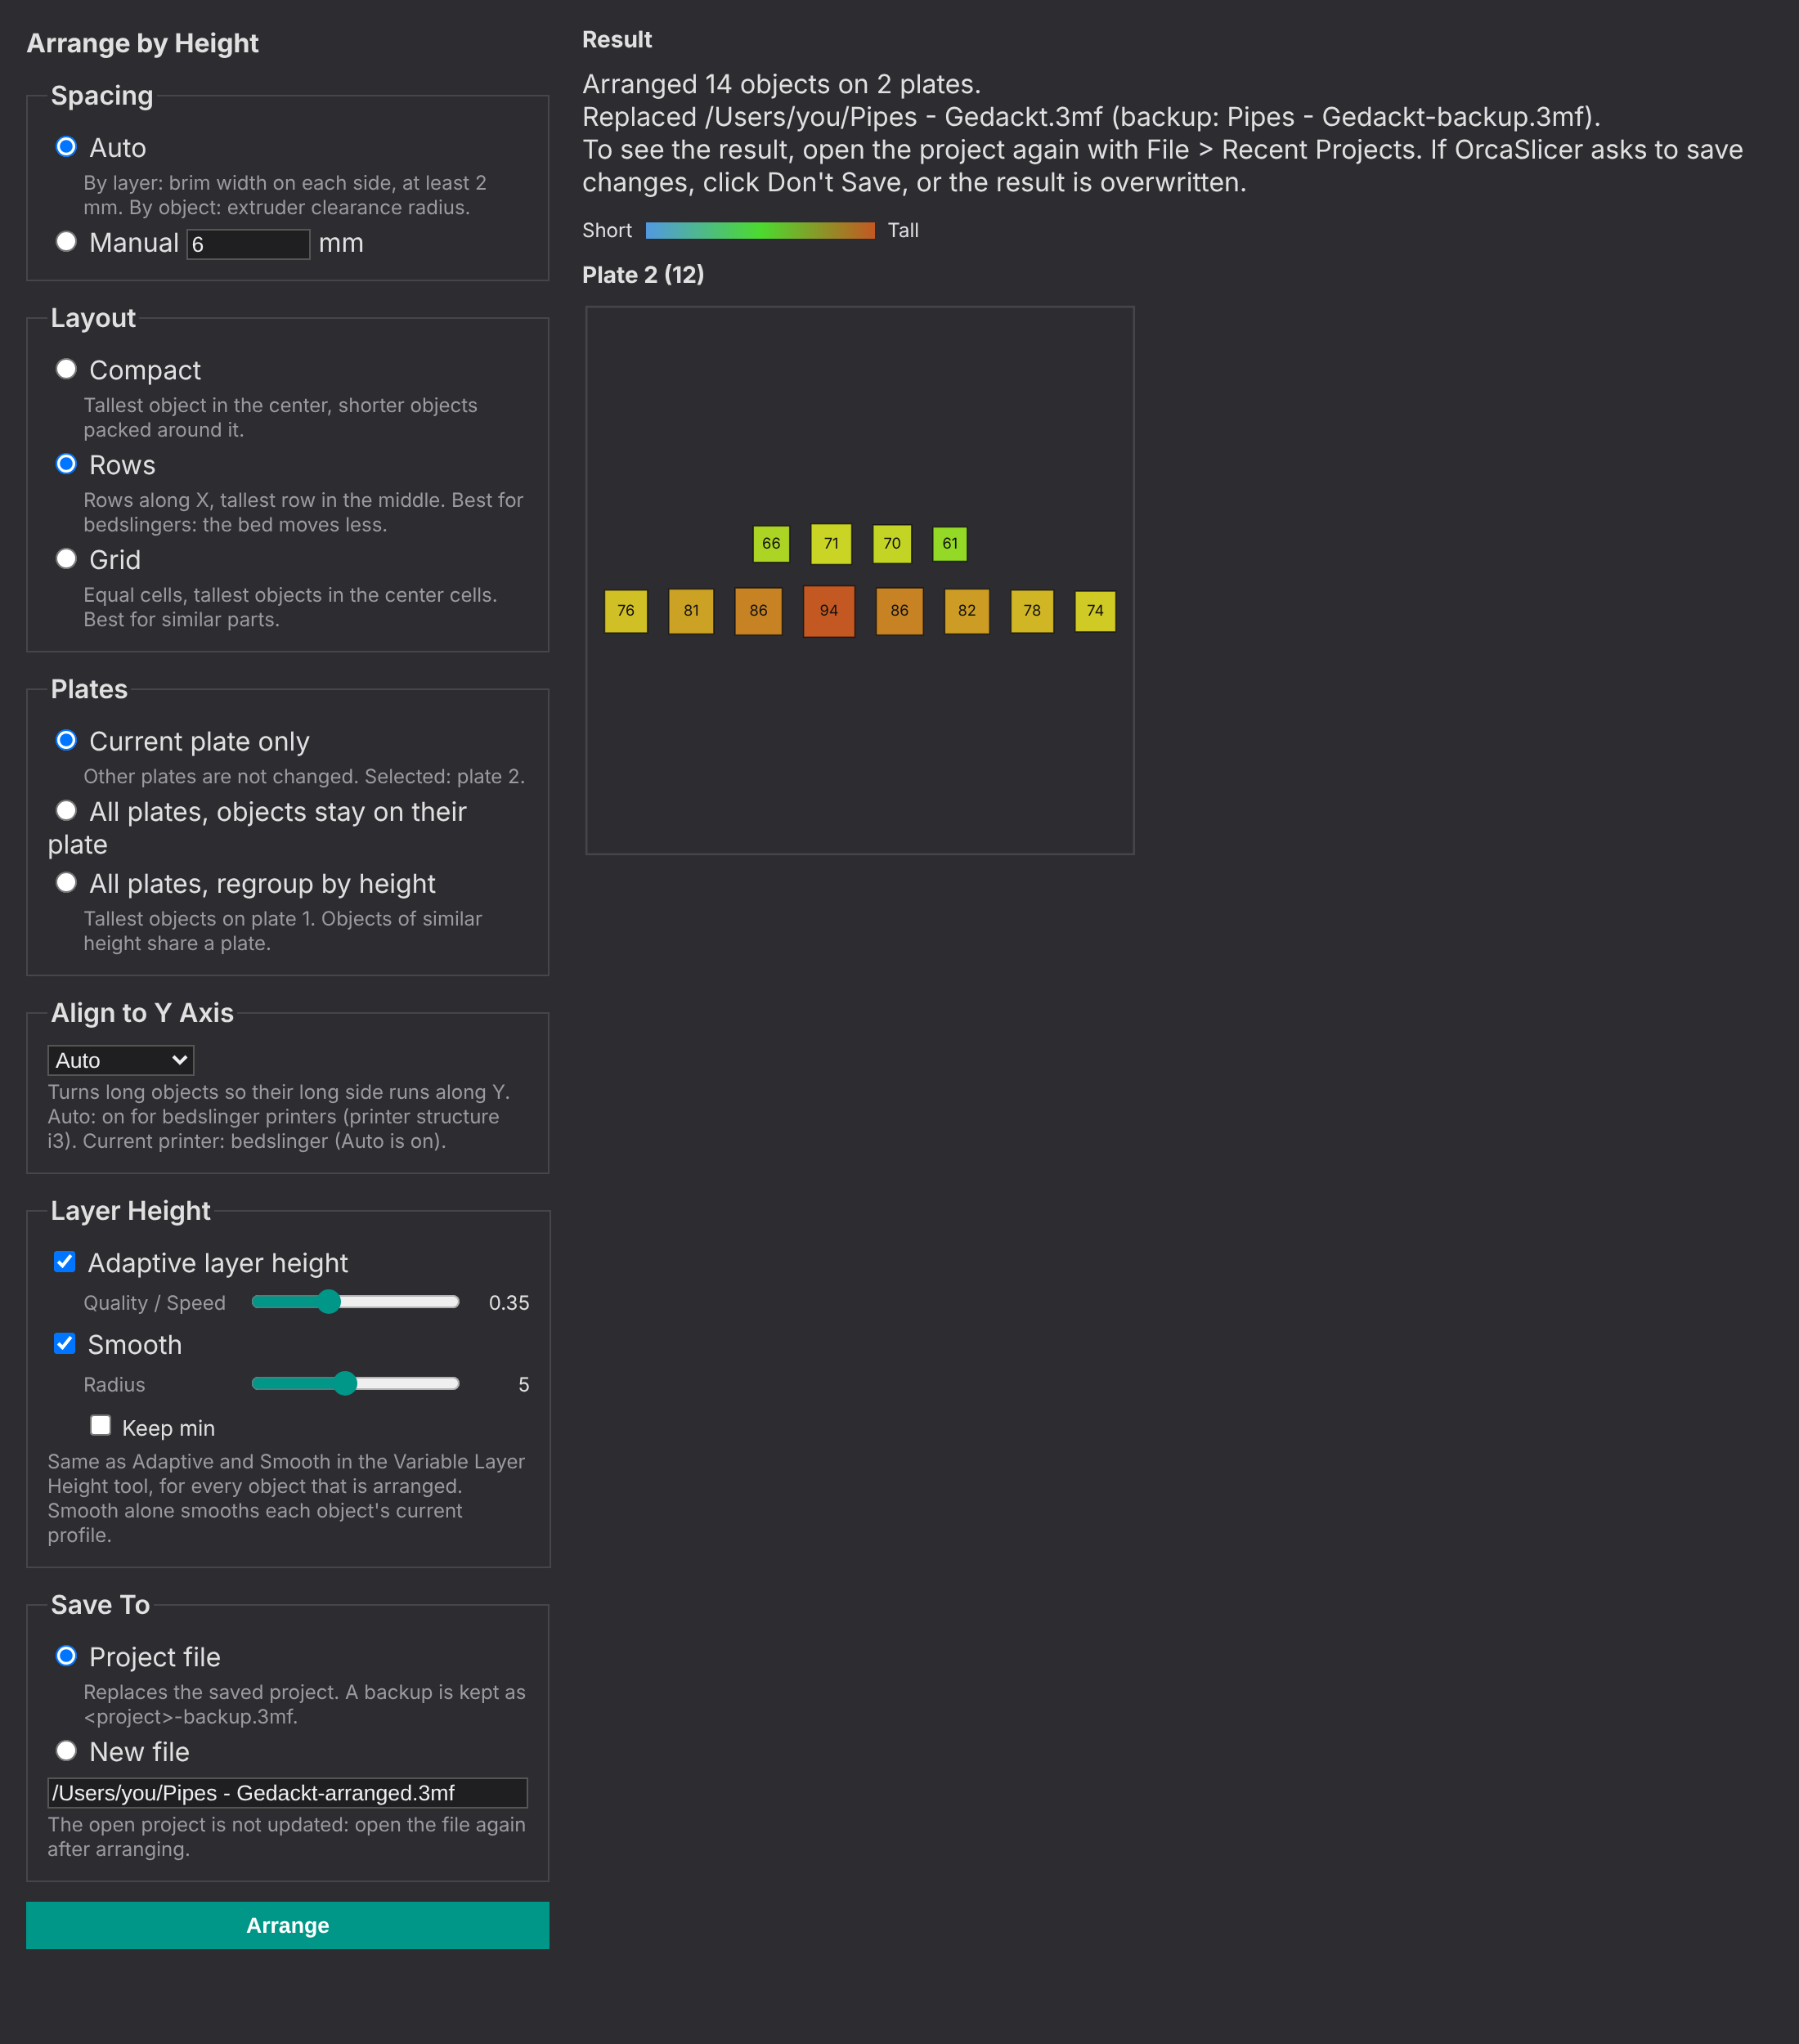 Arrange by Height
Spacing
Auto
By layer: brim width on each side, at least 2
mm. By object: extruder clearance radius.
Manual 6 mm
Layout
Compact
Tallest object in the center, shorter objects
packed around it.
Rows
Rows along X, tallest row in the middle. Best for
bedslingers: the bed moves less.
Grid
Equal cells, tallest objects in the center cells.
Best for similar parts.
Plates
Current plate only
Other plates are not changed. Selected: plate 2.
All plates, objects stay on their
plate
All plates, regroup by height
Tallest objects on plate 1. Objects of similar
height share a plate.
Align to Y Axis
Auto
Turns long objects so their long side runs along Y.
Auto: on for bedslinger printers (printer structure
i3). Current printer: bedslinger (Auto is on).
Layer Height
Adaptive layer height
Quality / Speed 0.35
Smooth
Radius 5
Keep min
Same as Adaptive and Smooth in the Variable Layer
Height tool, for every object that is arranged.
Smooth alone smooths each object's current
profile.
Save To
Project file
Replaces the saved project. A backup is kept as
<project>-backup.3mf.
New file
/Users/you/Pipes - Gedackt-arranged.3mf
The open project is not updated: open the file again
after arranging.
Arrange
Result
Arranged 14 objects on 2 plates.
Replaced /Users/you/Pipes - Gedackt.3mf (backup: Pipes - Gedackt-backup.3mf).
To see the result, open the project again with File > Recent Projects. If OrcaSlicer asks to save
changes, click Don't Save, or the result is overwritten.
Short Tall
Plate 2 (12)
66 71 70 61
76 81 86 94 86 82 78 74